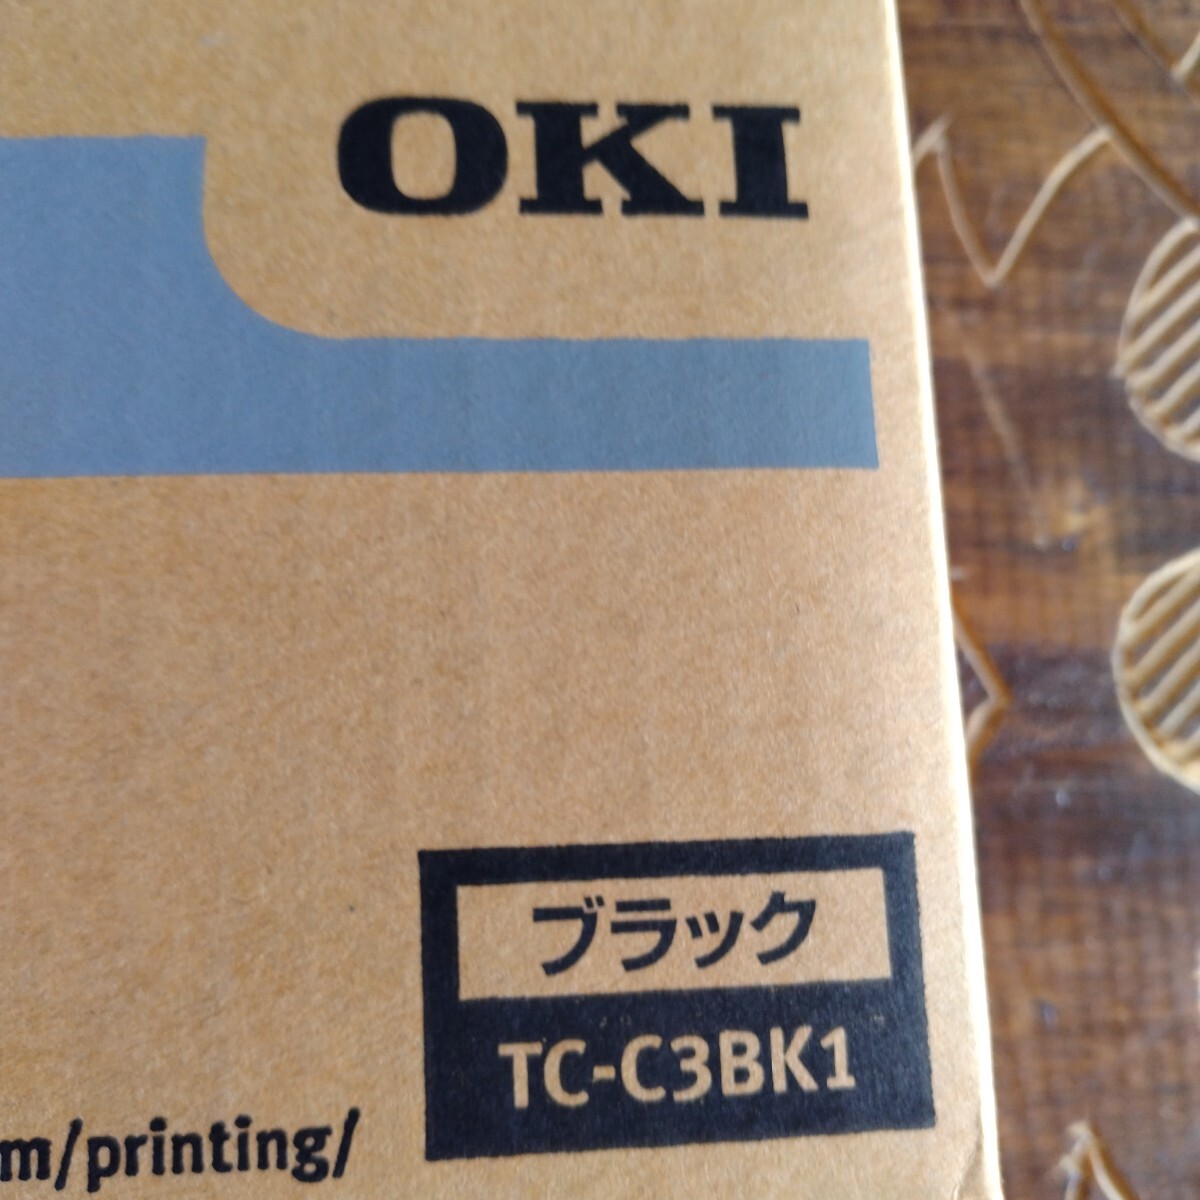 OKI
ブラック
TC-C3BK1
m/printing/